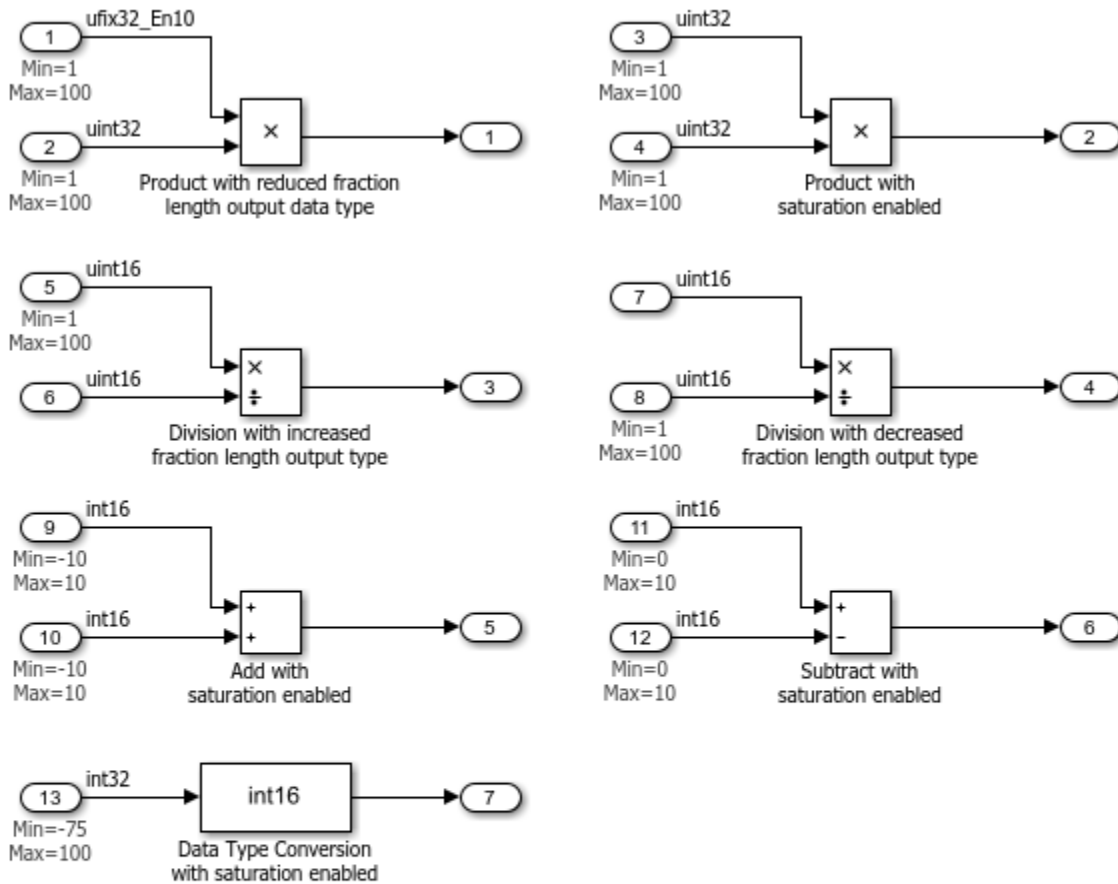 ufix32_En10
1
Min=1
Max=100
uint32
2
Min=1
Max=100
×
1
Product with reduced fraction
length output data type
uint32
3
Min=1
Max=100
uint32
4
Min=1
Max=100
×
2
Product with
saturation enabled
uint16
5
Min=1
Max=100
uint16
6
×
÷
3
Division with increased
fraction length output type
uint16
7
uint16
8
Min=1
Max=100
×
÷
4
Division with decreased
fraction length output type
int16
9
Min=-10
Max=10
int16
10
Min=-10
Max=10
+
+
5
Add with
saturation enabled
int16
11
Min=0
Max=10
int16
12
Min=0
Max=10
+
−
6
Subtract with
saturation enabled
int32
13
Min=-75
Max=100
int16
7
Data Type Conversion
with saturation enabled